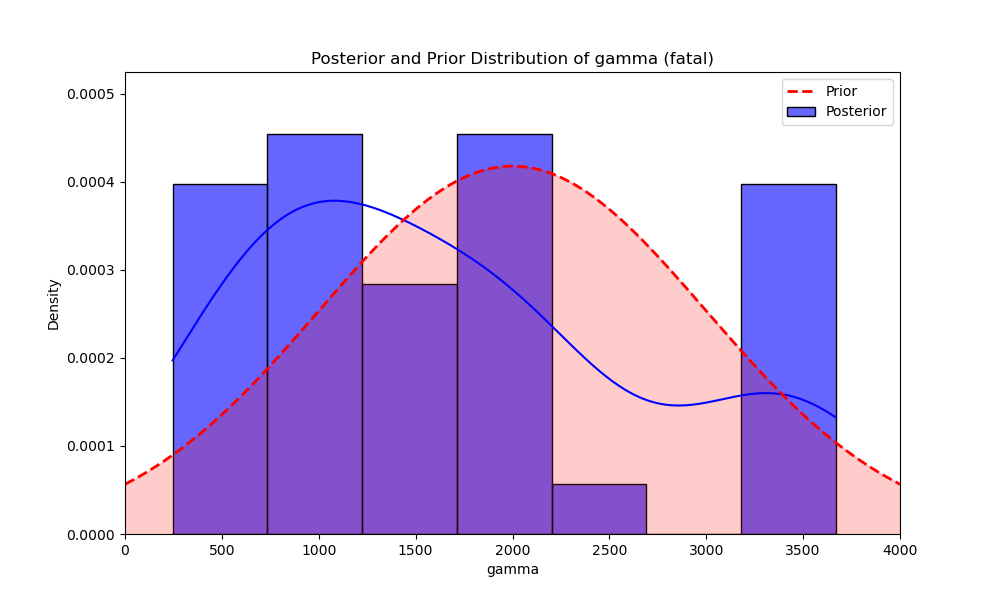 Posterior and Prior Distribution of gamma (fatal)
Prior
Posterior
Density
0.0005
0.0004
0.0003
0.0002
0.0001
0.0000
0 500 1000 1500 2000 2500 3000 3500 4000
gamma